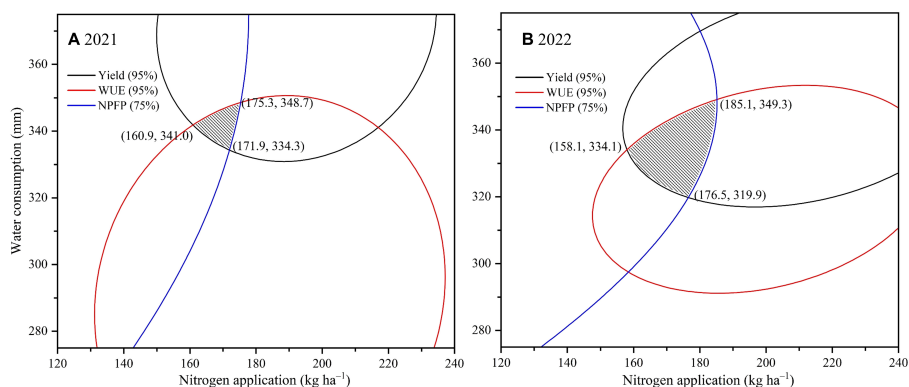 A 2021
Yield (95%)
WUE (95%)
NPFP (75%)
(175.3, 348.7)
(160.9, 341.0)
(171.9, 334.3)
360
340
320
300
280
120 140 160 180 200 220 240
Water consumption (mm)
Nitrogen application (kg ha⁻¹)
B 2022
Yield (95%)
WUE (95%)
NPFP (75%)
(185.1, 349.3)
(158.1, 334.1)
(176.5, 319.9)
360
340
320
300
280
120 140 160 180 200 220 240
Nitrogen application (kg ha⁻¹)